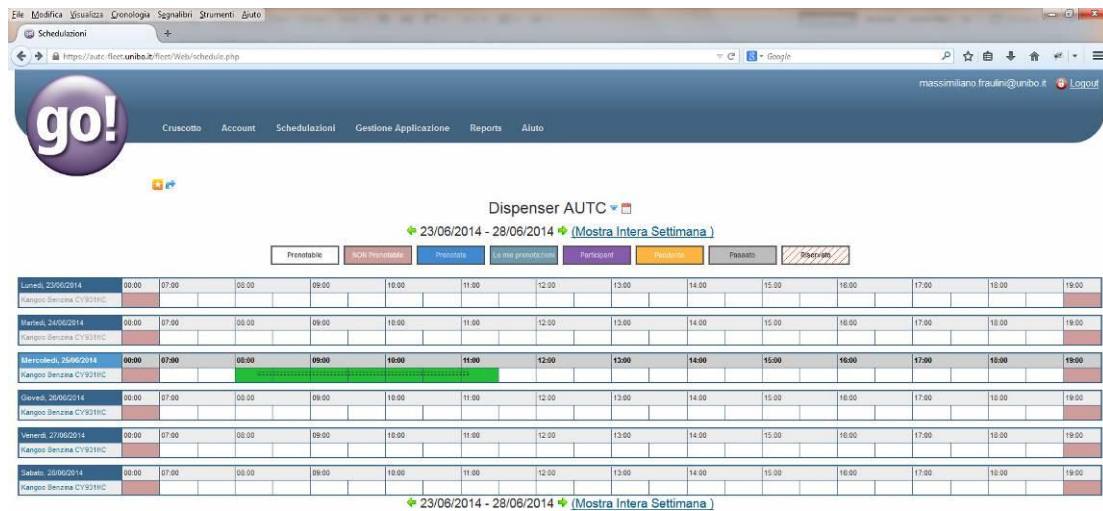 File Modifica Visualizza Cronologia Segnalibri Strumenti Aiuto
Schedulazioni
https://autc-fleet.unibo.it/fleet/Web/schedule.php
Google
massimiliano.fraulini@unibo.it Logout
go!
Cruscotto Account Schedulazioni Gestione Applicazione Reports Aiuto
Dispenser AUTC
23/06/2014 - 28/06/2014 (Mostra Intera Settimana )
Prenotabile NON Prenotabile Prenotata Le mie prenotazioni Participant Pendente Passato Riservato
Lunedì, 23/06/2014 00:00 07:00 08:00 09:00 10:00 11:00 12:00 13:00 14:00 15:00 16:00 17:00 18:00 19:00
Kangoo Benzina CY931HC
Martedì, 24/06/2014 00:00 07:00 08:00 09:00 10:00 11:00 12:00 13:00 14:00 15:00 16:00 17:00 18:00 19:00
Kangoo Benzina CY931HC
Mercoledì, 25/06/2014 00:00 07:00 08:00 09:00 10:00 11:00 12:00 13:00 14:00 15:00 16:00 17:00 18:00 19:00
Kangoo Benzina CY931HC
Giovedì, 26/06/2014 00:00 07:00 08:00 09:00 10:00 11:00 12:00 13:00 14:00 15:00 16:00 17:00 18:00 19:00
Kangoo Benzina CY931HC
Venerdì, 27/06/2014 00:00 07:00 08:00 09:00 10:00 11:00 12:00 13:00 14:00 15:00 16:00 17:00 18:00 19:00
Kangoo Benzina CY931HC
Sabato, 28/06/2014 00:00 07:00 08:00 09:00 10:00 11:00 12:00 13:00 14:00 15:00 16:00 17:00 18:00 19:00
Kangoo Benzina CY931HC
23/06/2014 - 28/06/2014 (Mostra Intera Settimana )